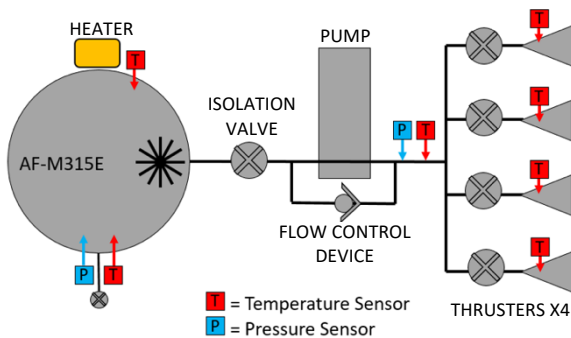 HEATER
T
PUMP
T
ISOLATION
VALVE
T
AF-M315E
P
T
T
T
FLOW CONTROL
DEVICE
P
T
T
THRUSTERS X4
T = Temperature Sensor
P = Pressure Sensor